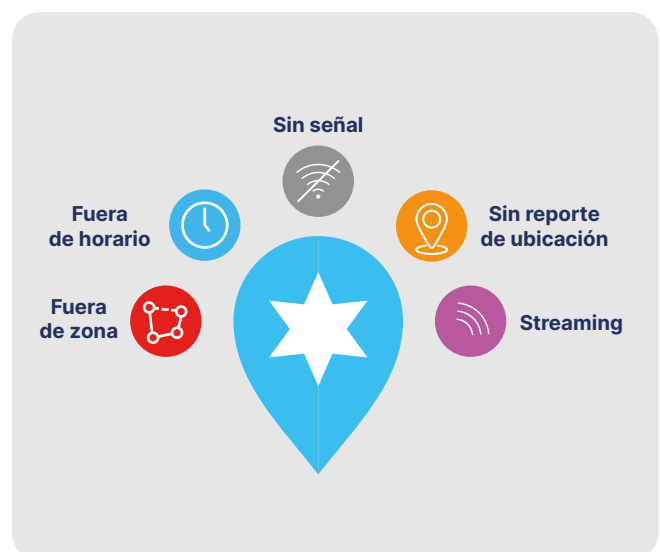 Sin señal
Fuera
de horario
Sin reporte
de ubicación
Fuera
de zona
Streaming